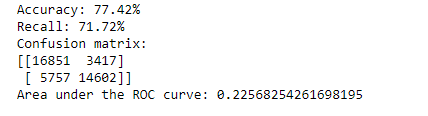 Accuracy: 77.42%
Recall: 71.72%
Confusion matrix:
[[16851  3417]
 [ 5757 14602]]
Area under the ROC curve: 0.22568254261698195